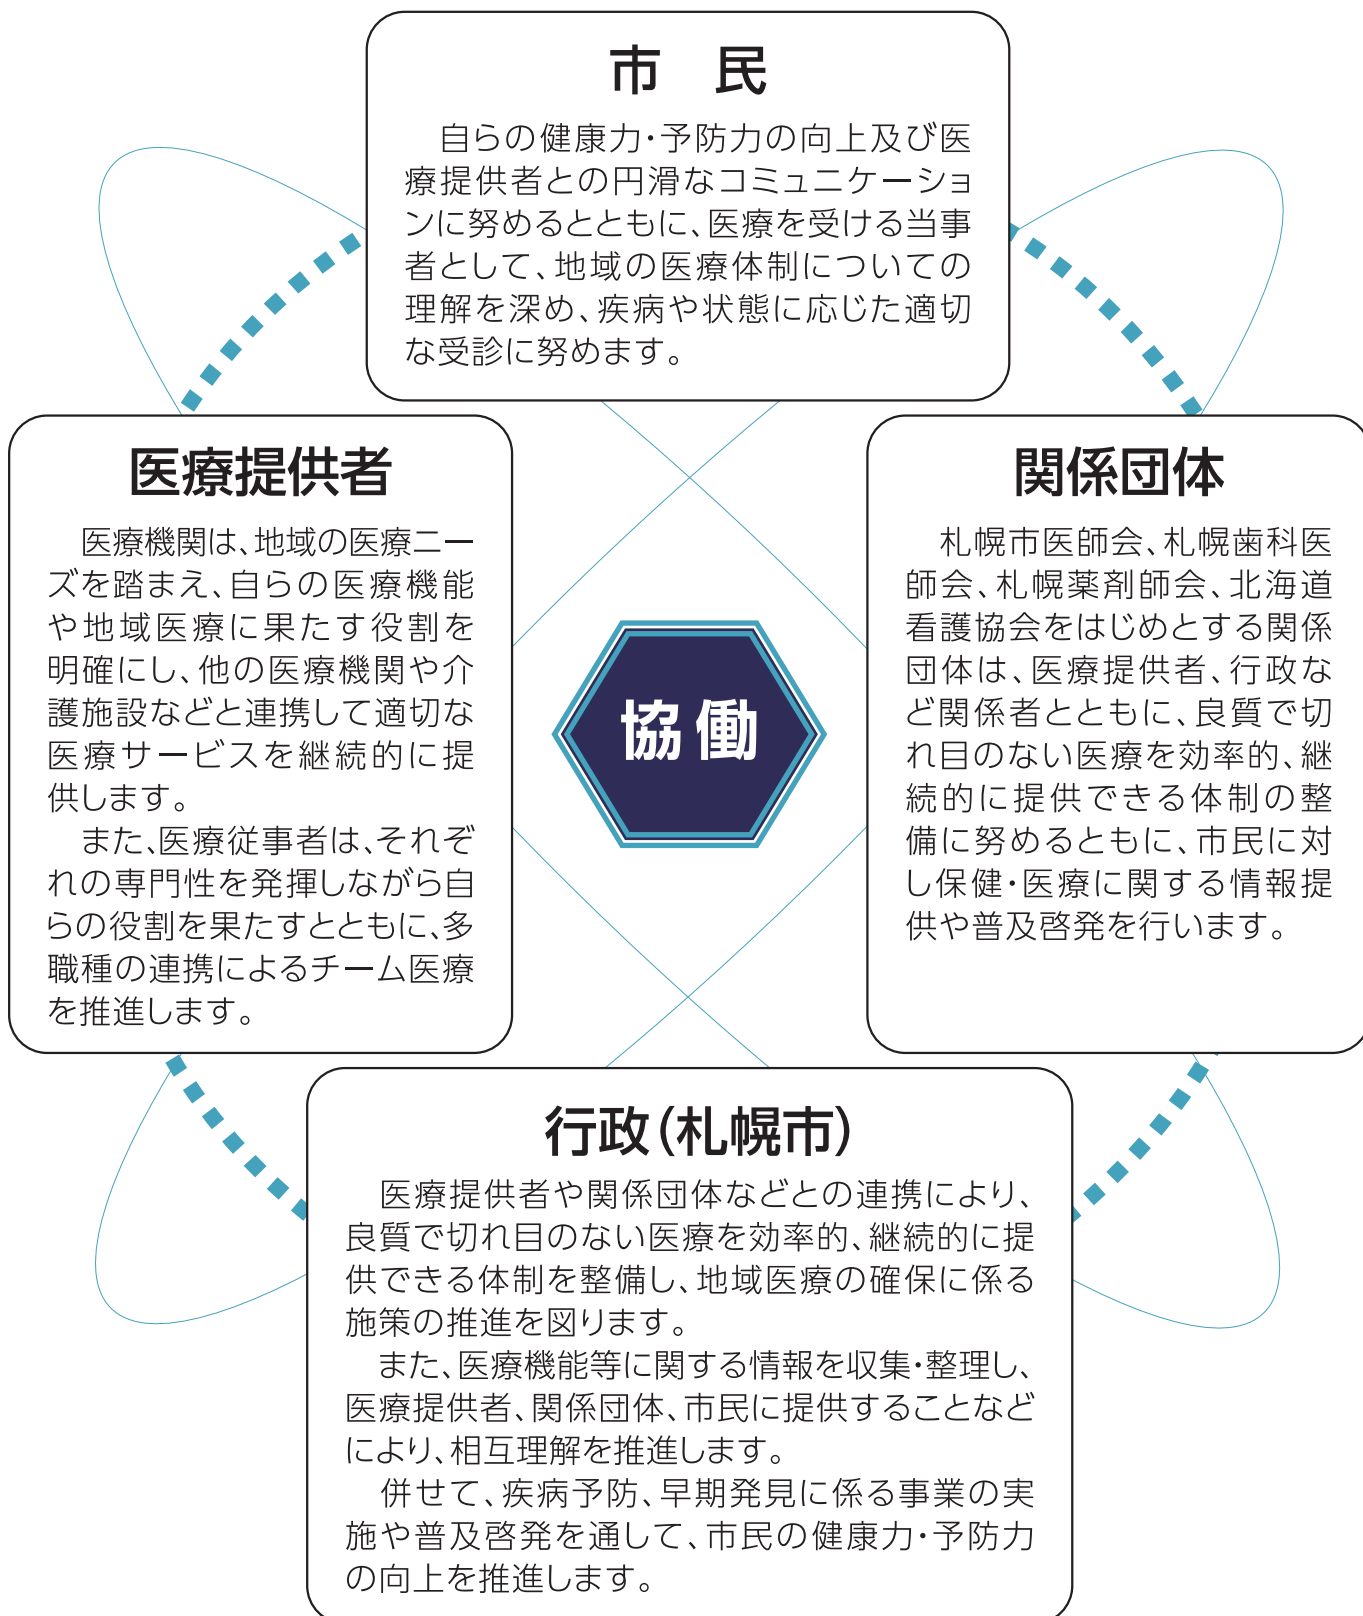 市　民
自らの健康力・予防力の向上及び医
療提供者との円滑なコミュニケーショ
ンに努めるとともに、医療を受ける当事
者として、地域の医療体制についての
理解を深め、疾病や状態に応じた適切
な受診に努めます。
医療提供者
医療機関は、地域の医療ニー
ズを踏まえ、自らの医療機能
や地域医療に果たす役割を
明確にし、他の医療機関や介
護施設などと連携して適切な
医療サービスを継続的に提
供します。
また、医療従事者は、それぞ
れの専門性を発揮しながら自
らの役割を果たすとともに、多
職種の連携によるチーム医療
を推進します。
協働
関係団体
札幌市医師会、札幌歯科医
師会、札幌薬剤師会、北海道
看護協会をはじめとする関係
団体は、医療提供者、行政な
ど関係者とともに、良質で切
れ目のない医療を効率的、継
続的に提供できる体制の整
備に努めるともに、市民に対
し保健・医療に関する情報提
供や普及啓発を行います。
行政（札幌市）
医療提供者や関係団体などとの連携により、
良質で切れ目のない医療を効率的、継続的に提
供できる体制を整備し、地域医療の確保に係る
施策の推進を図ります。
また、医療機能等に関する情報を収集・整理し、
医療提供者、関係団体、市民に提供することなど
により、相互理解を推進します。
併せて、疾病予防、早期発見に係る事業の実
施や普及啓発を通して、市民の健康力・予防力
の向上を推進します。